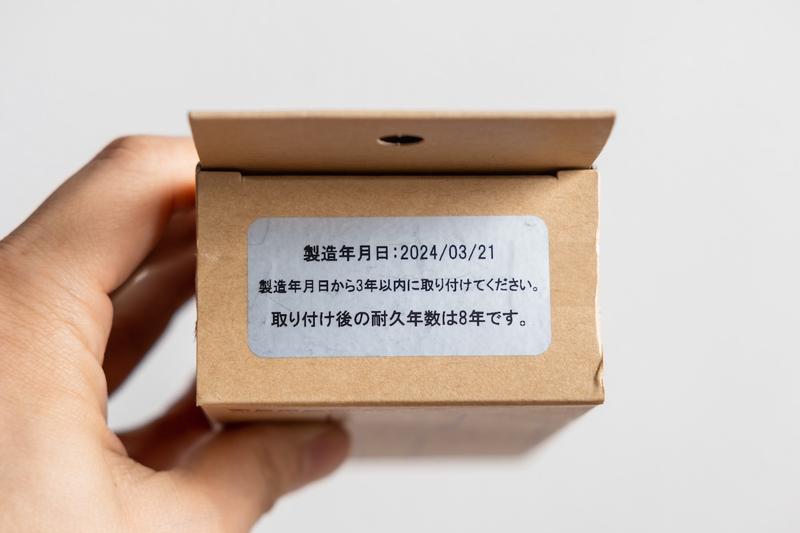 製造年月日：2024/03/21
製造年月日から3年以内に取り付けてください。
取り付け後の耐久年数は8年です。